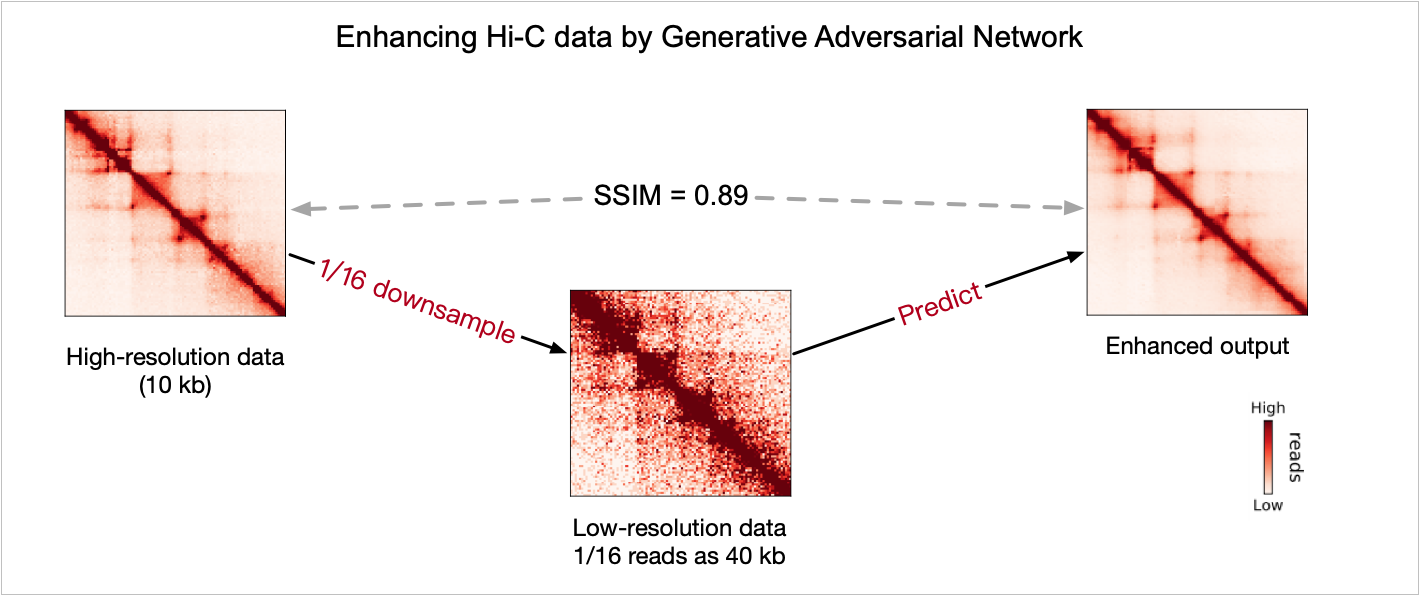 Enhancing Hi-C data by Generative Adversarial Network
SSIM = 0.89
1/16 downsample
Predict
High-resolution data
(10 kb)
Enhanced output
Low-resolution data
1/16 reads as 40 kb
High
reads
Low